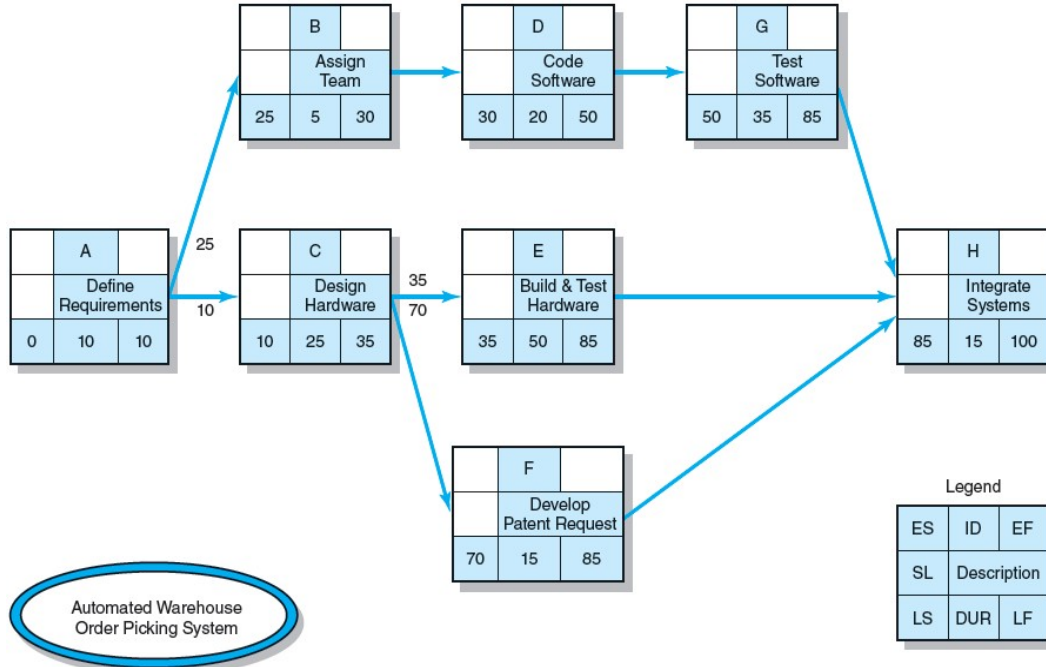 B
Assign
Team
25 5 30
D
Code
Software
30 20 50
G
Test
Software
50 35 85
A
Define
Requirements
0 10 10
25
10
C
Design
Hardware
10 25 35
35
70
E
Build & Test
Hardware
35 50 85
H
Integrate
Systems
85 15 100
F
Develop
Patent Request
70 15 85
Automated Warehouse
Order Picking System
Legend
ES ID EF
SL Description
LS DUR LF